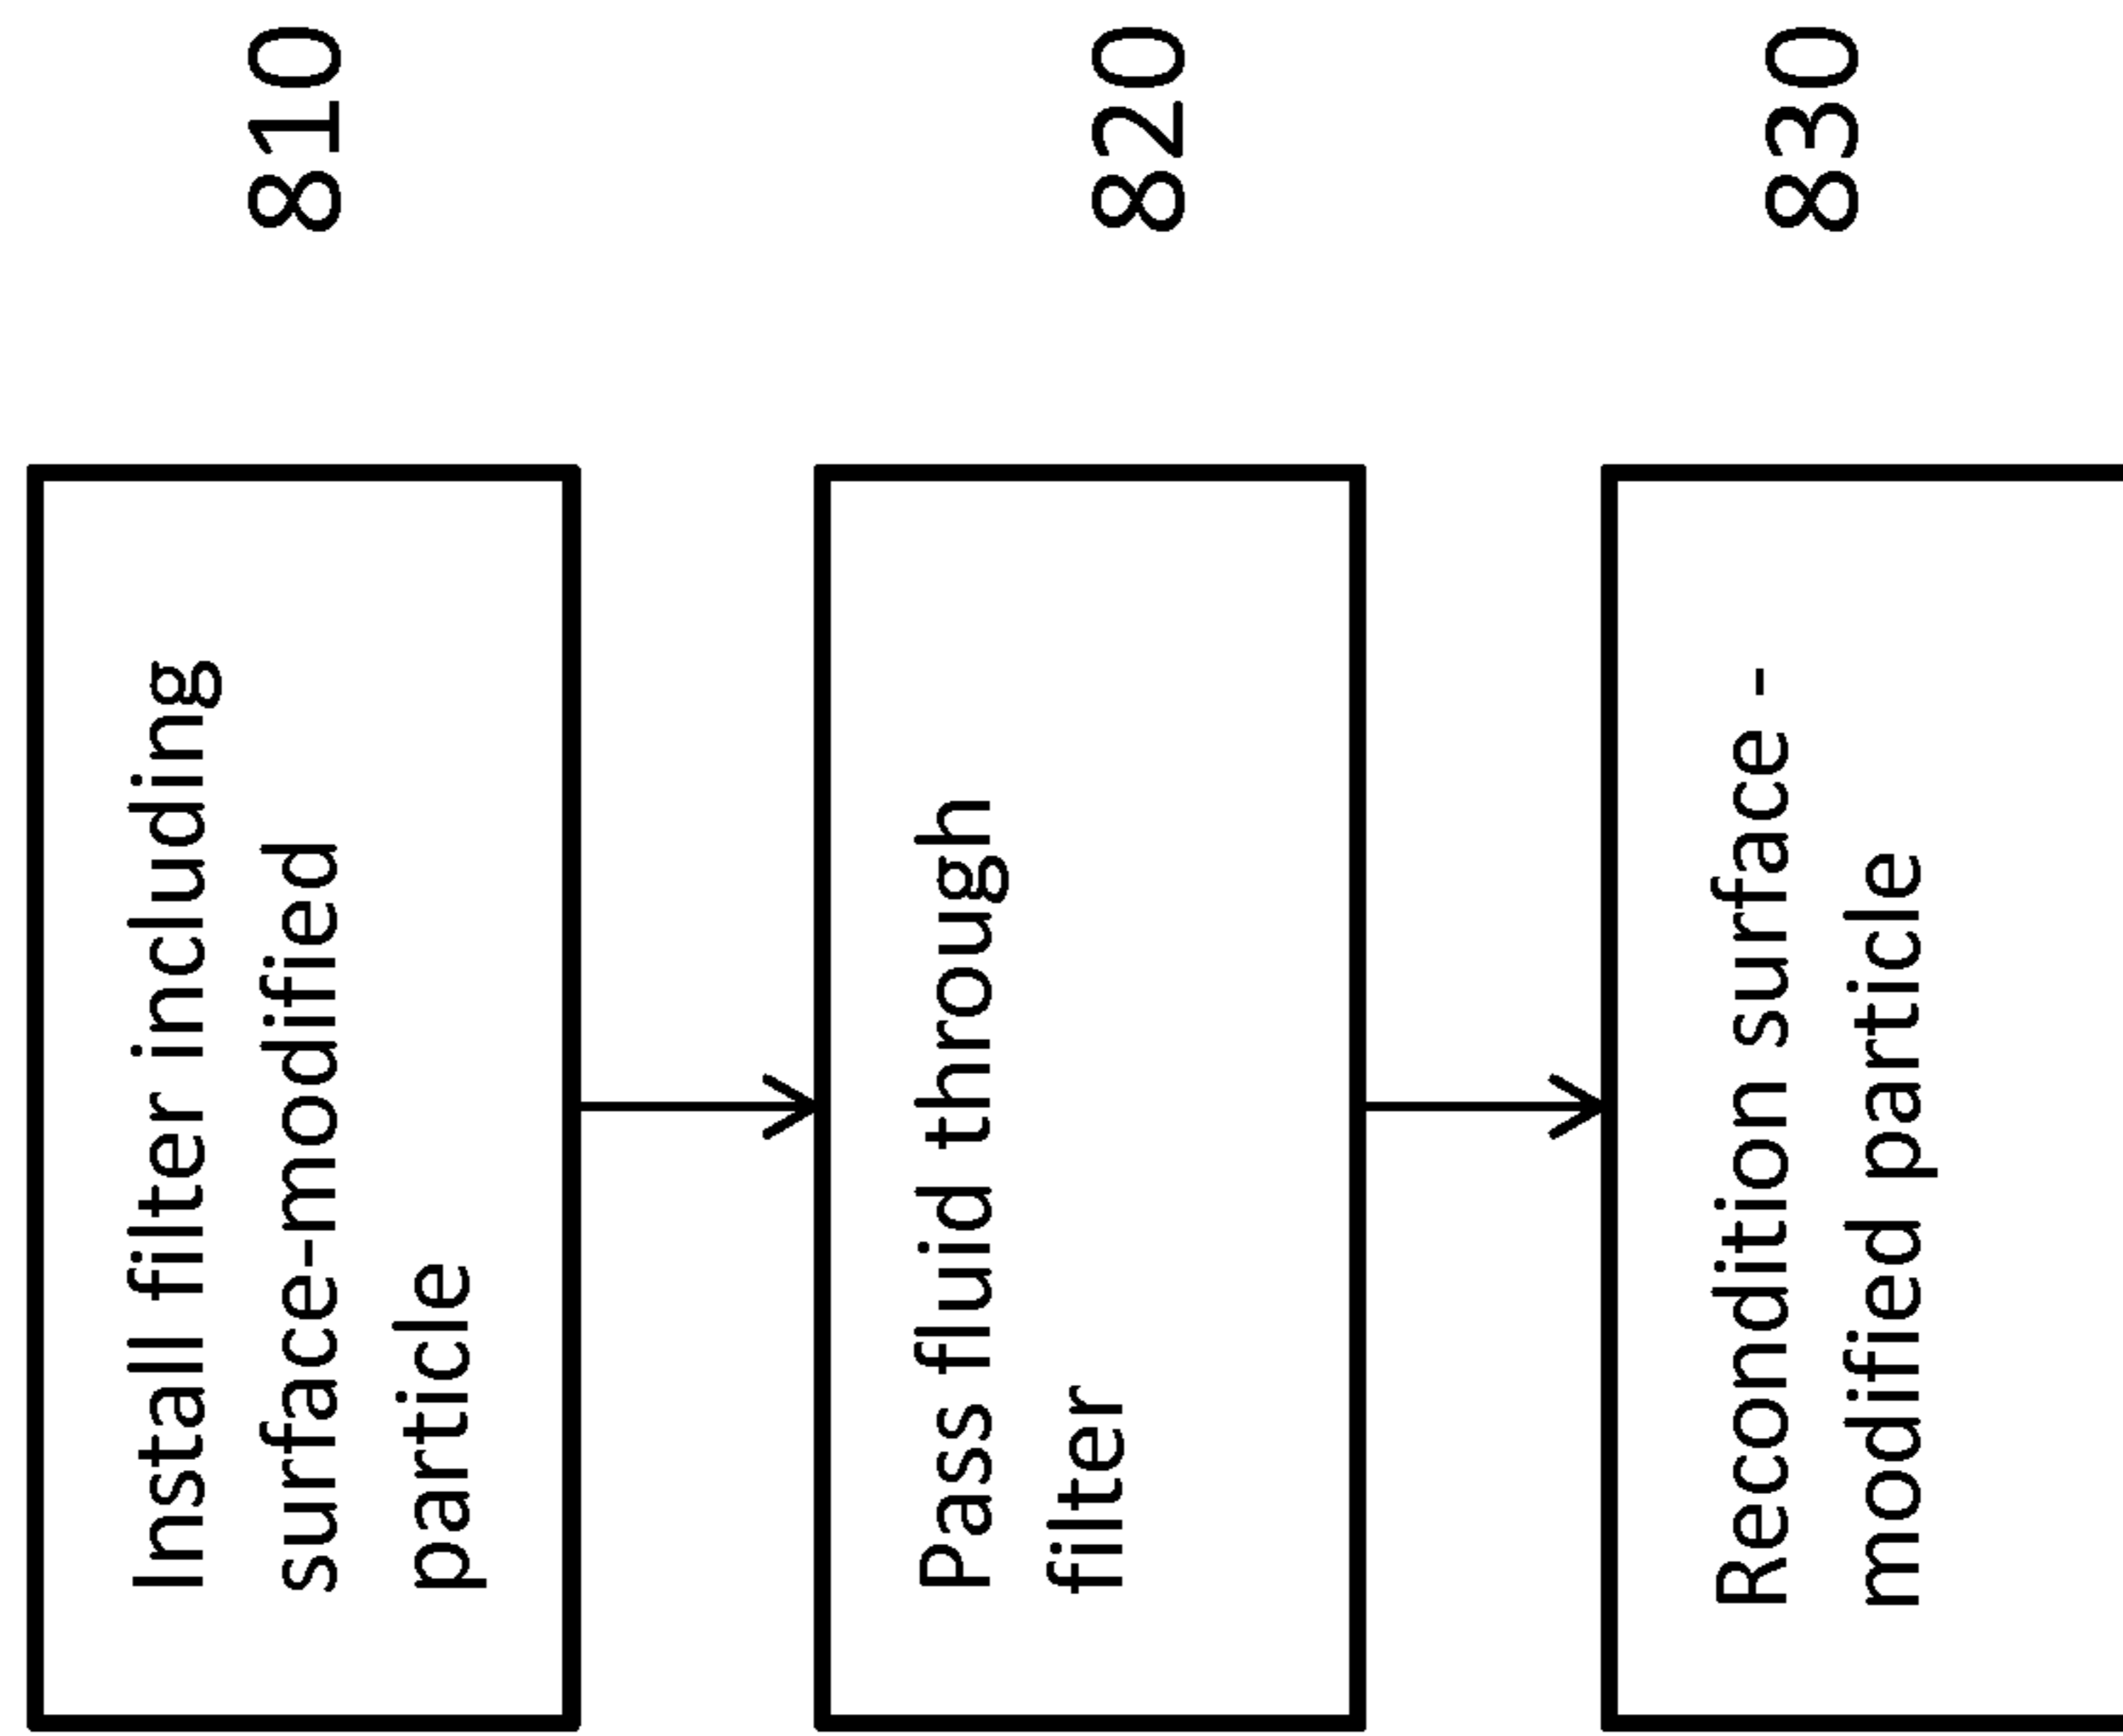 Install filter including
surface-modified
particle
810
Pass fluid through
filter
820
Recondition surface -
modified particle
830